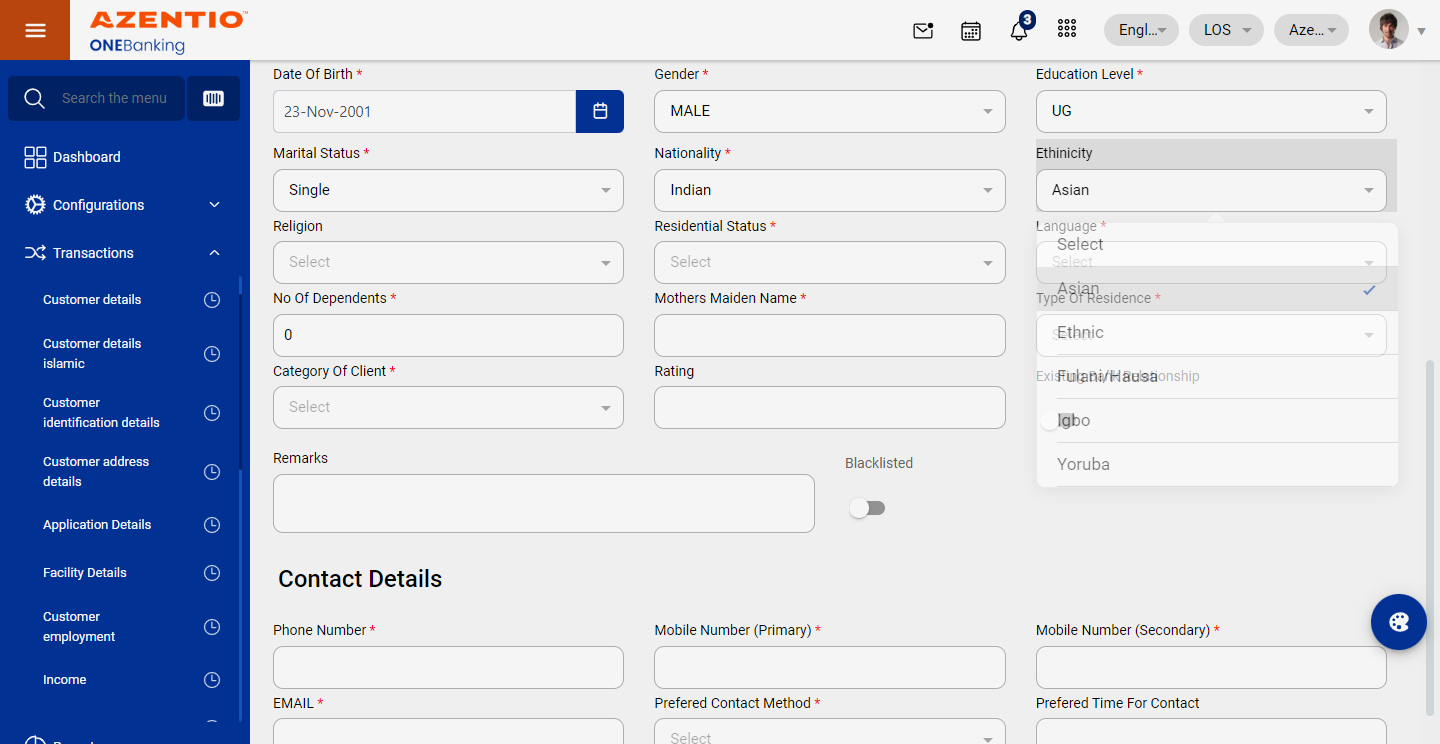 AZENTIO™
ONEBanking
3
Engl...
LOS
Aze...
Search the menu
Dashboard
Configurations
Transactions
Customer details
Customer details
islamic
Customer
identification details
Customer address
details
Application Details
Facility Details
Customer
employment
Income
Date Of Birth *
Gender *
Education Level *
23-Nov-2001
MALE
UG
Marital Status *
Nationality *
Ethinicity
Single
Indian
Asian
Religion
Residential Status *
Language *
Select
Select
Select
Select
No Of Dependents *
Mothers Maiden Name *
Type Of Residence *
Asian
0
Select
Ethnic
Category Of Client *
Rating
Existing Bank Relationship
Fulani/Hausa
Select
Igbo
Yoruba
Remarks
Blacklisted
Contact Details
Phone Number *
Mobile Number (Primary) *
Mobile Number (Secondary) *
EMAIL *
Prefered Contact Method *
Prefered Time For Contact
Select